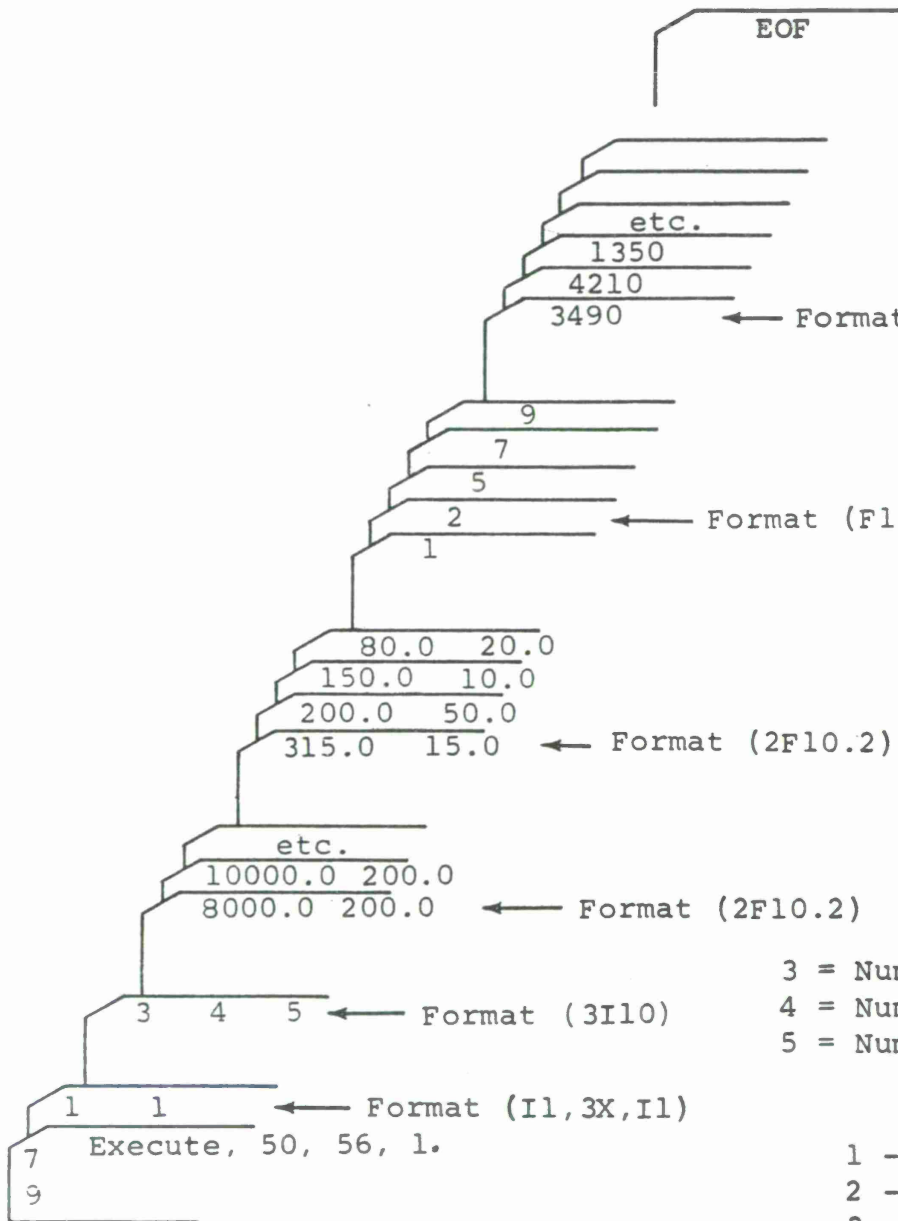 EOF
etc.
1350
4210
3490 Format
9
7
5
2 Format (F1
1
80.0 20.0
150.0 10.0
200.0 50.0
315.0 15.0 Format (2F10.2)
etc.
10000.0 200.0
8000.0 200.0 Format (2F10.2)
3 = Num
4 = Num
5 = Num
3 4 5 Format (3I10)
1 1 Format (I1,3X,I1)
Execute, 50, 56, 1.
7
9
1 -
2 -